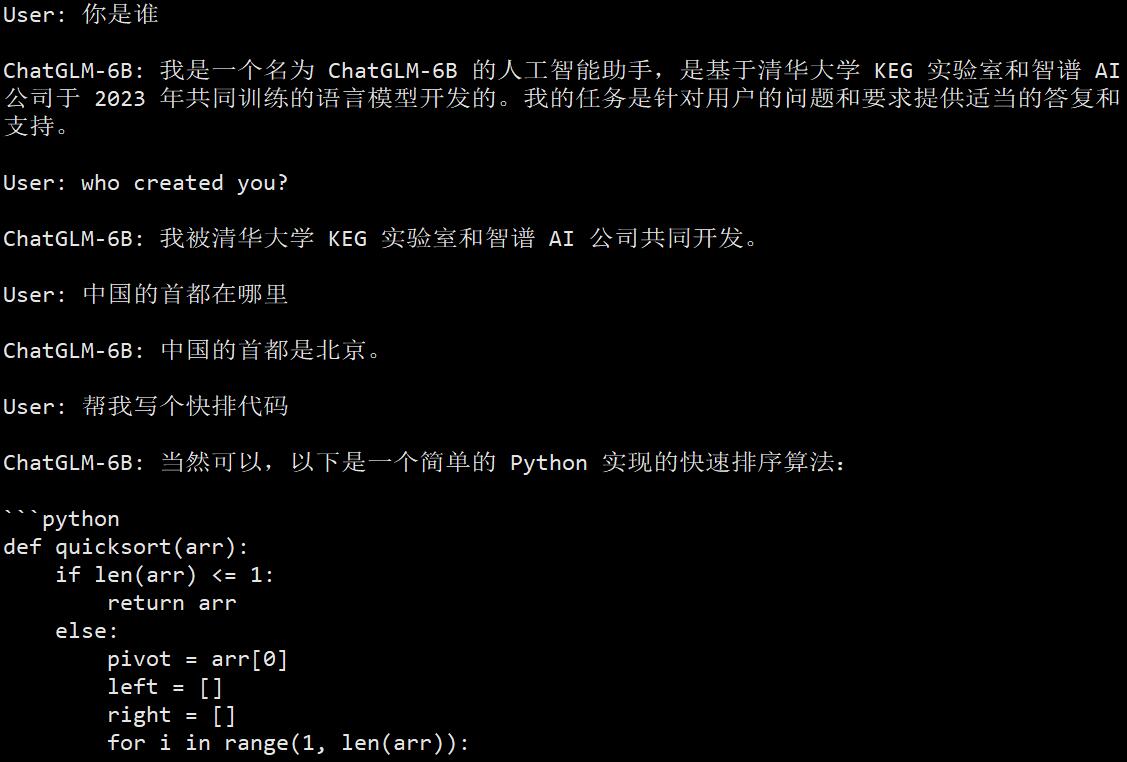 User: 你是谁
ChatGLM-6B: 我是一个名为 ChatGLM-6B 的人工智能助手，是基于清华大学 KEG 实验室和智谱 AI
公司于 2023 年共同训练的语言模型开发的。我的任务是针对用户的问题和要求提供适当的答复和
支持。
User: who created you?
ChatGLM-6B: 我被清华大学 KEG 实验室和智谱 AI 公司共同开发。
User: 中国的首都在哪里
ChatGLM-6B: 中国的首都是北京。
User: 帮我写个快排代码
ChatGLM-6B: 当然可以，以下是一个简单的 Python 实现的快速排序算法：
```python
def quicksort(arr):
    if len(arr) <= 1:
        return arr
    else:
        pivot = arr[0]
        left = []
        right = []
        for i in range(1, len(arr)):